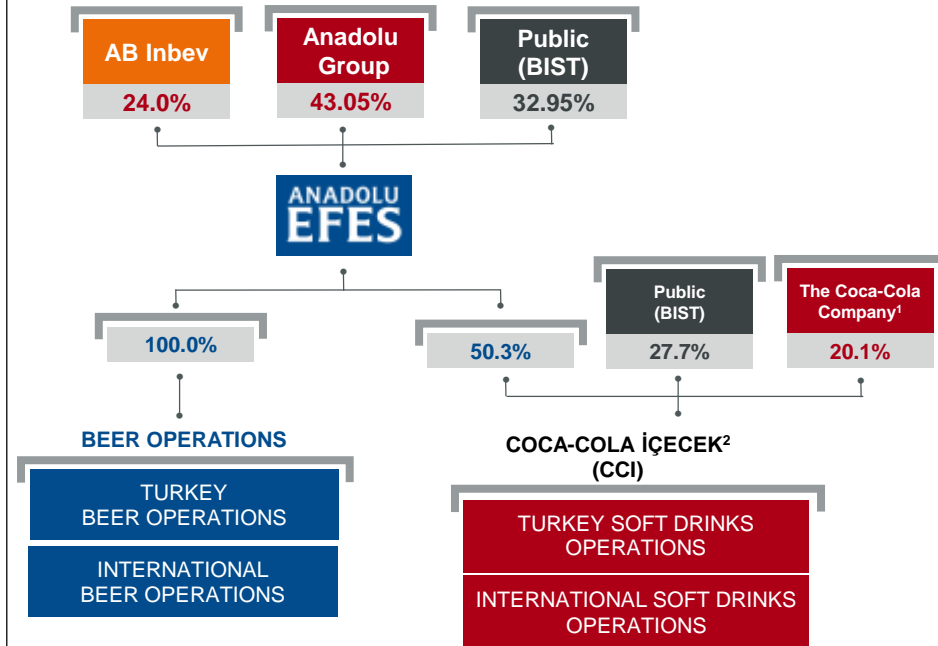 AB Inbev
24.0%
Anadolu
Group
43.05%
Public
(BIST)
32.95%
ANADOLU
EFES
100.0%
50.3%
Public
(BIST)
27.7%
The Coca-Cola
Company¹
20.1%
BEER OPERATIONS
TURKEY
BEER OPERATIONS
INTERNATIONAL
BEER OPERATIONS
COCA-COLA İÇECEK²
(CCI)
TURKEY SOFT DRINKS
OPERATIONS
INTERNATIONAL SOFT DRINKS
OPERATIONS